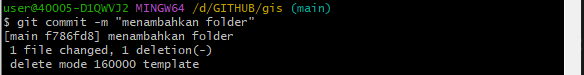 user@40005-D1QWVJ2 MINGW64 /d/GITHUB/gis (main)
$ git commit -m "menambahkan folder"
[main f786fd8] menambahkan folder
 1 file changed, 1 deletion(-)
 delete mode 160000 template